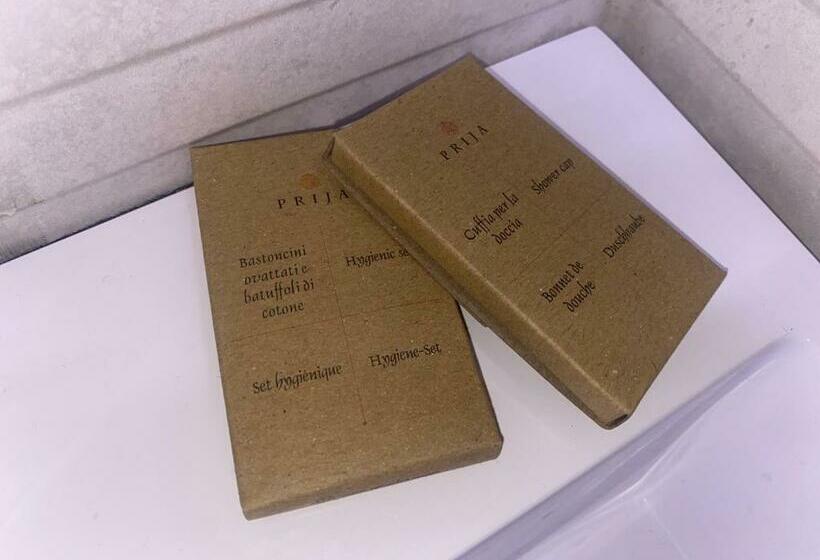 PRIJA
Bastoncini
ovattati e
batuffoli di
cotone
Hygienic
Set hygiénique
Hygiene-Set
PRIJA
Cuffia per la
doccia
Shower cap
Bonnet de
douche
Duschhaube